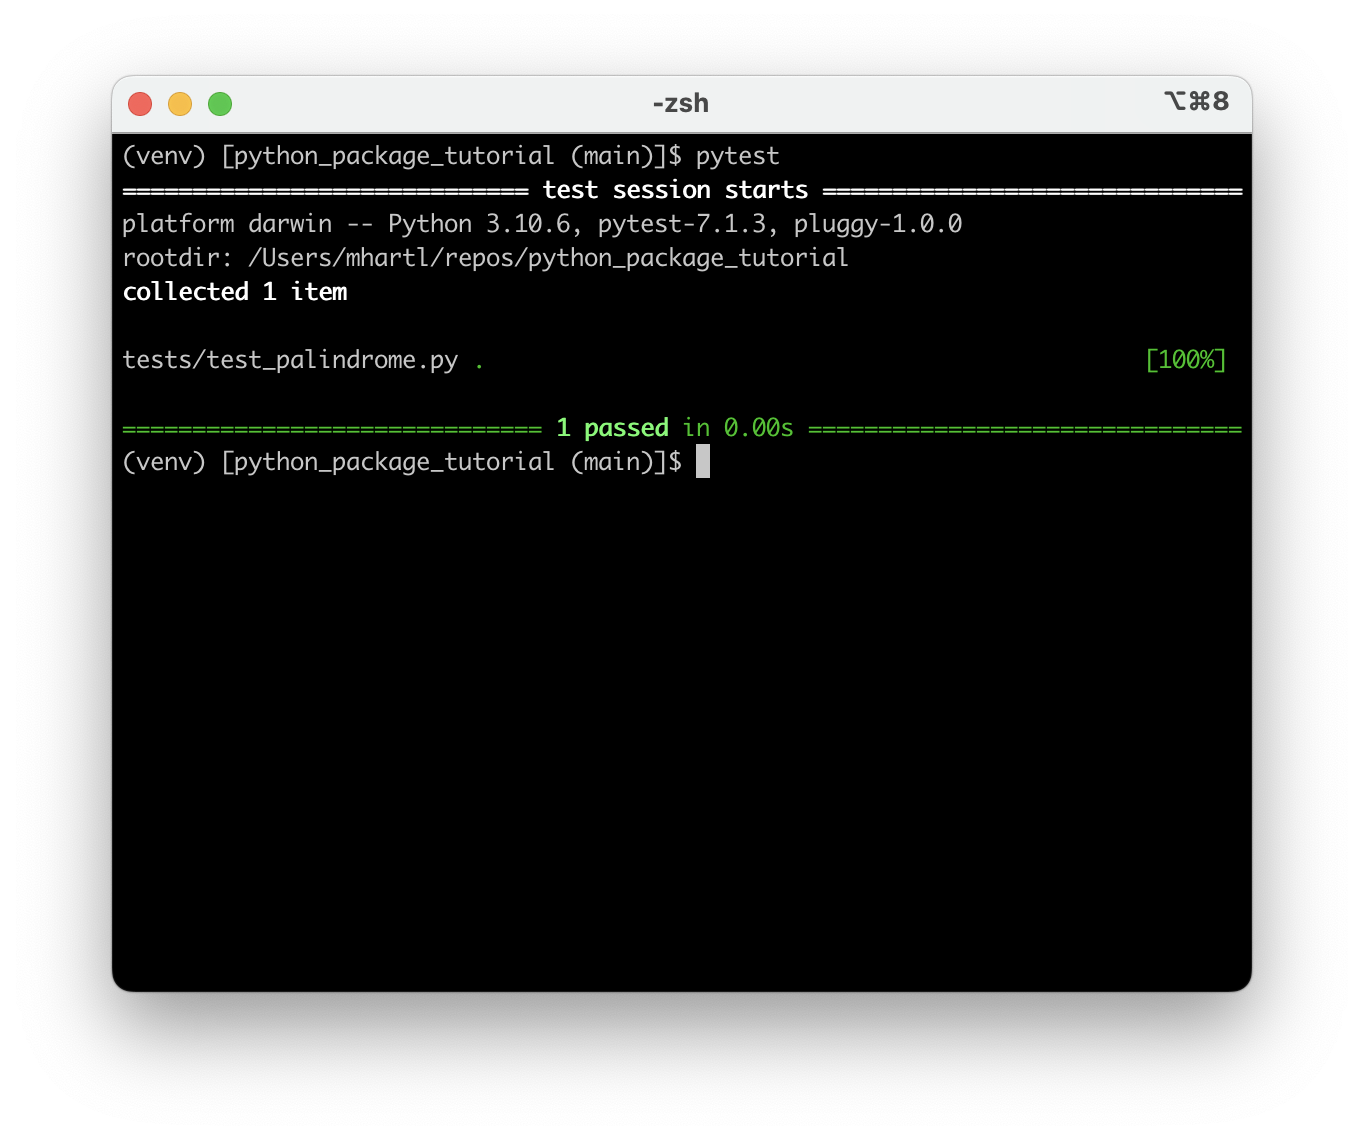 -zsh ⌥⌘8
(venv) [python_package_tutorial (main)]$ pytest
============================= test session starts ==============================
platform darwin -- Python 3.10.6, pytest-7.1.3, pluggy-1.0.0
rootdir: /Users/mhartl/repos/python_package_tutorial
collected 1 item
tests/test_palindrome.py . [100%]
============================== 1 passed in 0.00s ===============================
(venv) [python_package_tutorial (main)]$